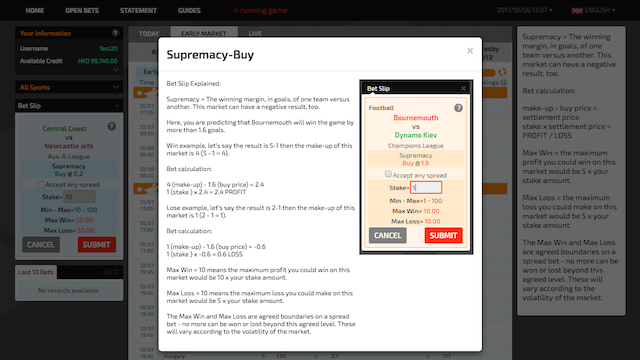 HOME
OPEN BETS
STATEMENT
GUIDES
n running game
2017/10/06 13:07
ENGLISH
Your Information
Username
Test20
Available Credit
HKD 99,740.00
All Sports
Bet Slip
Central Coast
vs
Newcastle Jets
Aus. A-League
Supremacy
Buy @ 0.2
Accept any spread
Stake= 10
Min - Max=10 - 100
Max Win= 50.00
Max Loss= 50.00
CANCEL
SUBMIT
Last 10 Bets
No records available.
TODAY
EARLY MARKET
LIVE
Supremacy-Buy
Bet Slip Explained:
Supremacy = The winning margin, in goals, of one team versus
another. This market can have a negative result, too.
Here, you are predicting that Bournemouth will win the game by
more than 1.6 goals.
Win example, let's say the result is 5-1 then the make-up of this
market is 4 (5 - 1 = 4).
Bet calculation:
4 (make-up) - 1.6 (buy price) = 2.4
1 (stake ) x 2.4 = 2.4 PROFIT
Lose example, let's say the result is 2-1 then the make-up of this
market is 1 (2 - 1 = 1).
Bet calculation:
1 (make-up) - 1.6 (buy price) = -0.6
1 (stake ) x -0.6 = 0.6 LOSS
Max Win = 10 means the maximum profit you could win on this market
would be 10 x your stake amount.
Max Loss = 10 means the maximum loss you could make on this
market would be 5 x your stake amount.
The Max Win and Max Loss are agreed boundaries on a spread
bet - no more can be won or lost beyond this agreed level. These
will vary according to the volatility of the market.
Bet Slip
Football
Bournemouth
vs
Dynamo Kiev
Champions League
Supremacy
Buy @ 1.6
Accept any spread
Stake= 1
Min - Max=1 - 100
Max Win= 10.00
Max Loss= 10.00
CANCEL
SUBMIT
Supremacy = The winning
margin, in goals, of one
team versus another. This
market can have a negative
result, too.
Bet calculation:
make-up - buy price =
settlement price
stake x settlement price =
PROFIT / LOSS
Max Win = the maximum
profit you could win on this
market would be 5 x your
stake amount.
Max Loss = the maximum
loss you could make on this
market would be 5 x your
stake amount.
The Max Win and Max Loss
are agreed boundaries on a
spread bet - no more can be
won or lost beyond this
agreed level. These will
vary according to the
volatility of the market
Hungary